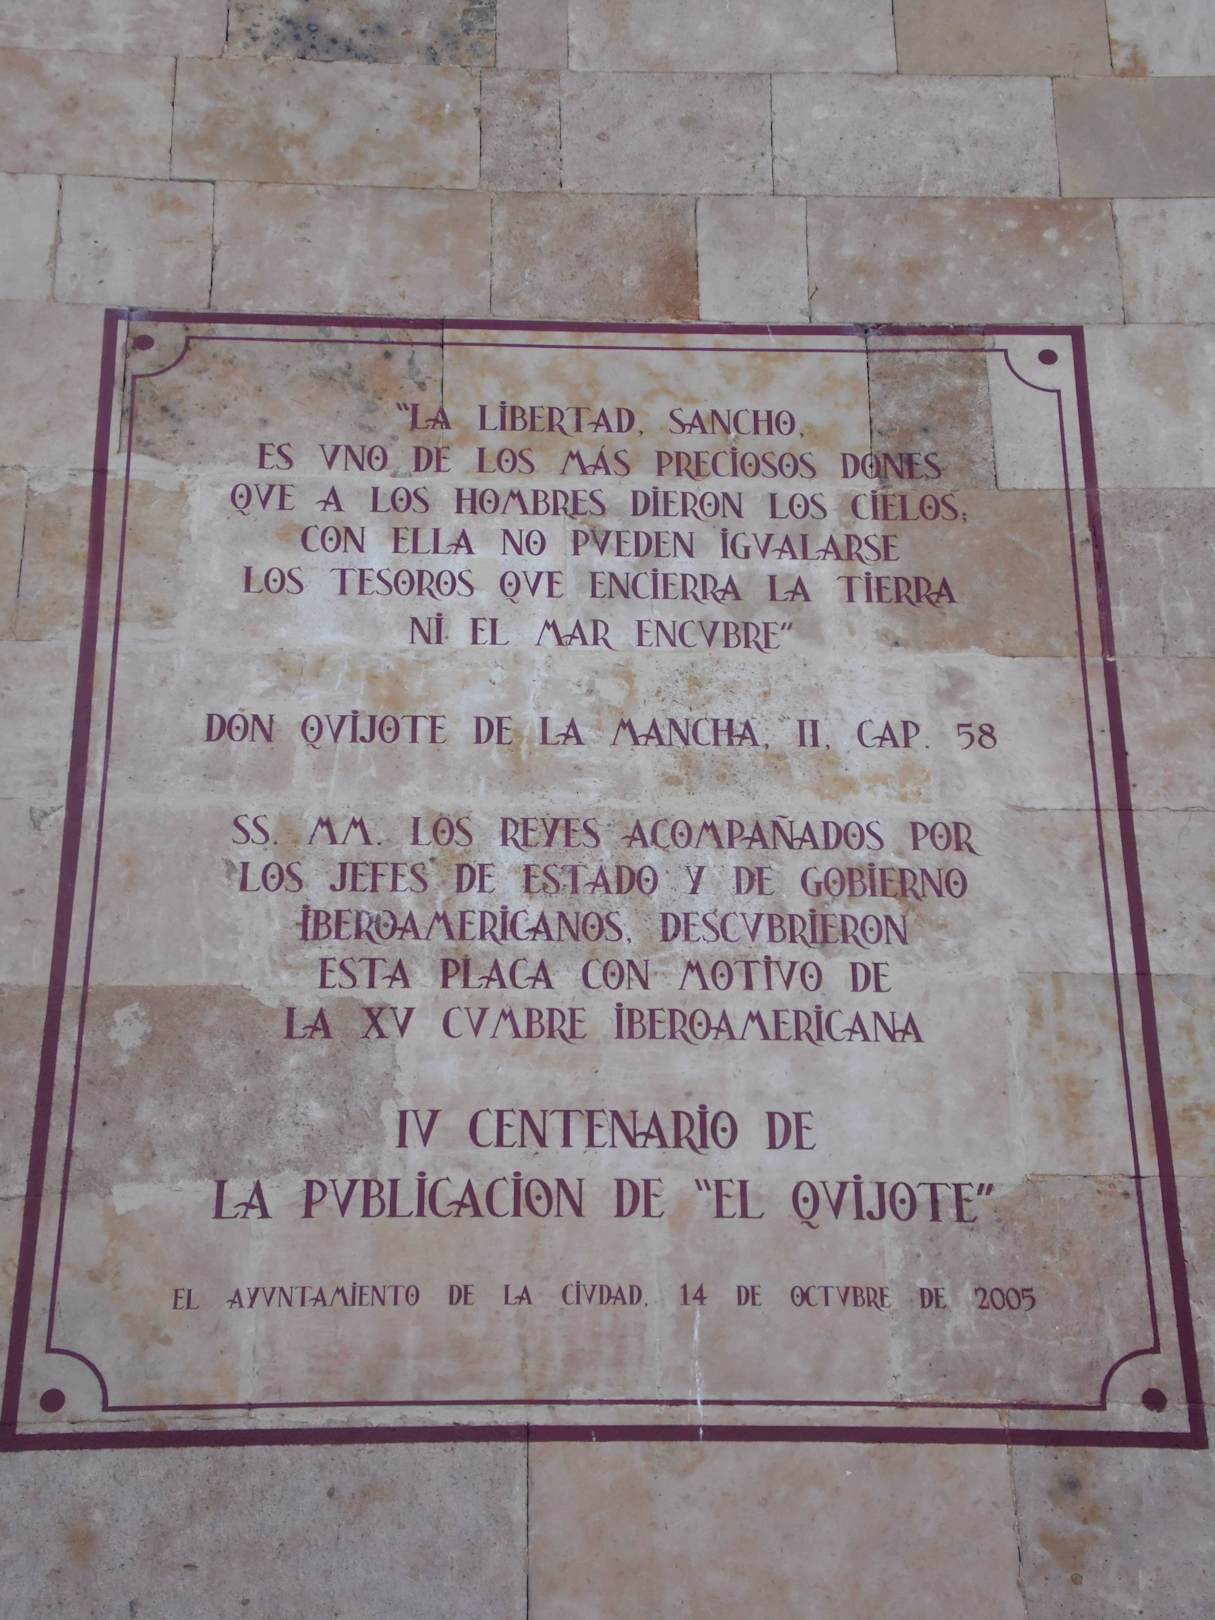 “LA LIBERTAD, SANCHO,
ES VNO DE LOS MÁS PRECIOSOS DONES
QVE A LOS HOMBRES DIERON LOS CIELOS;
CON ELLA NO PVEDEN IGVALARSE
LOS TESOROS QVE ENCIERRA LA TIERRA
NI EL MAR ENCVBRE”
DON QVIJOTE DE LA MANCHA, II, CAP. 58
SS. MM. LOS REYES ACOMPAÑADOS POR
LOS JEFES DE ESTADO Y DE GOBIERNO
IBEROAMERICANOS, DESCVBRIERON
ESTA PLACA CON MOTIVO DE
LA XV CVMBRE IBEROAMERICANA
IV CENTENARIO DE
LA PVBLICACION DE “EL QVIJOTE”
EL AYVNTAMIENTO DE LA CIVDAD, 14 DE OCTVBRE DE 2005